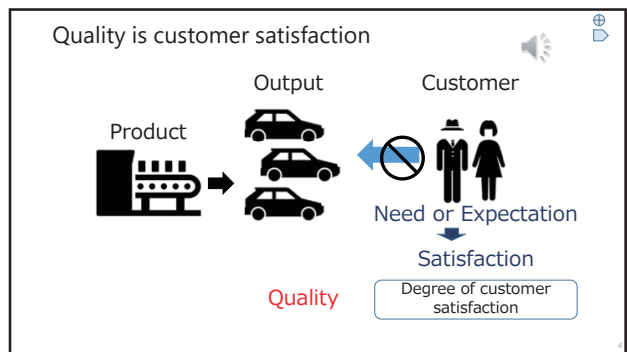 Quality is customer satisfaction
Output
Customer
Product
Need or Expectation
Satisfaction
Quality
Degree of customer
satisfaction
4